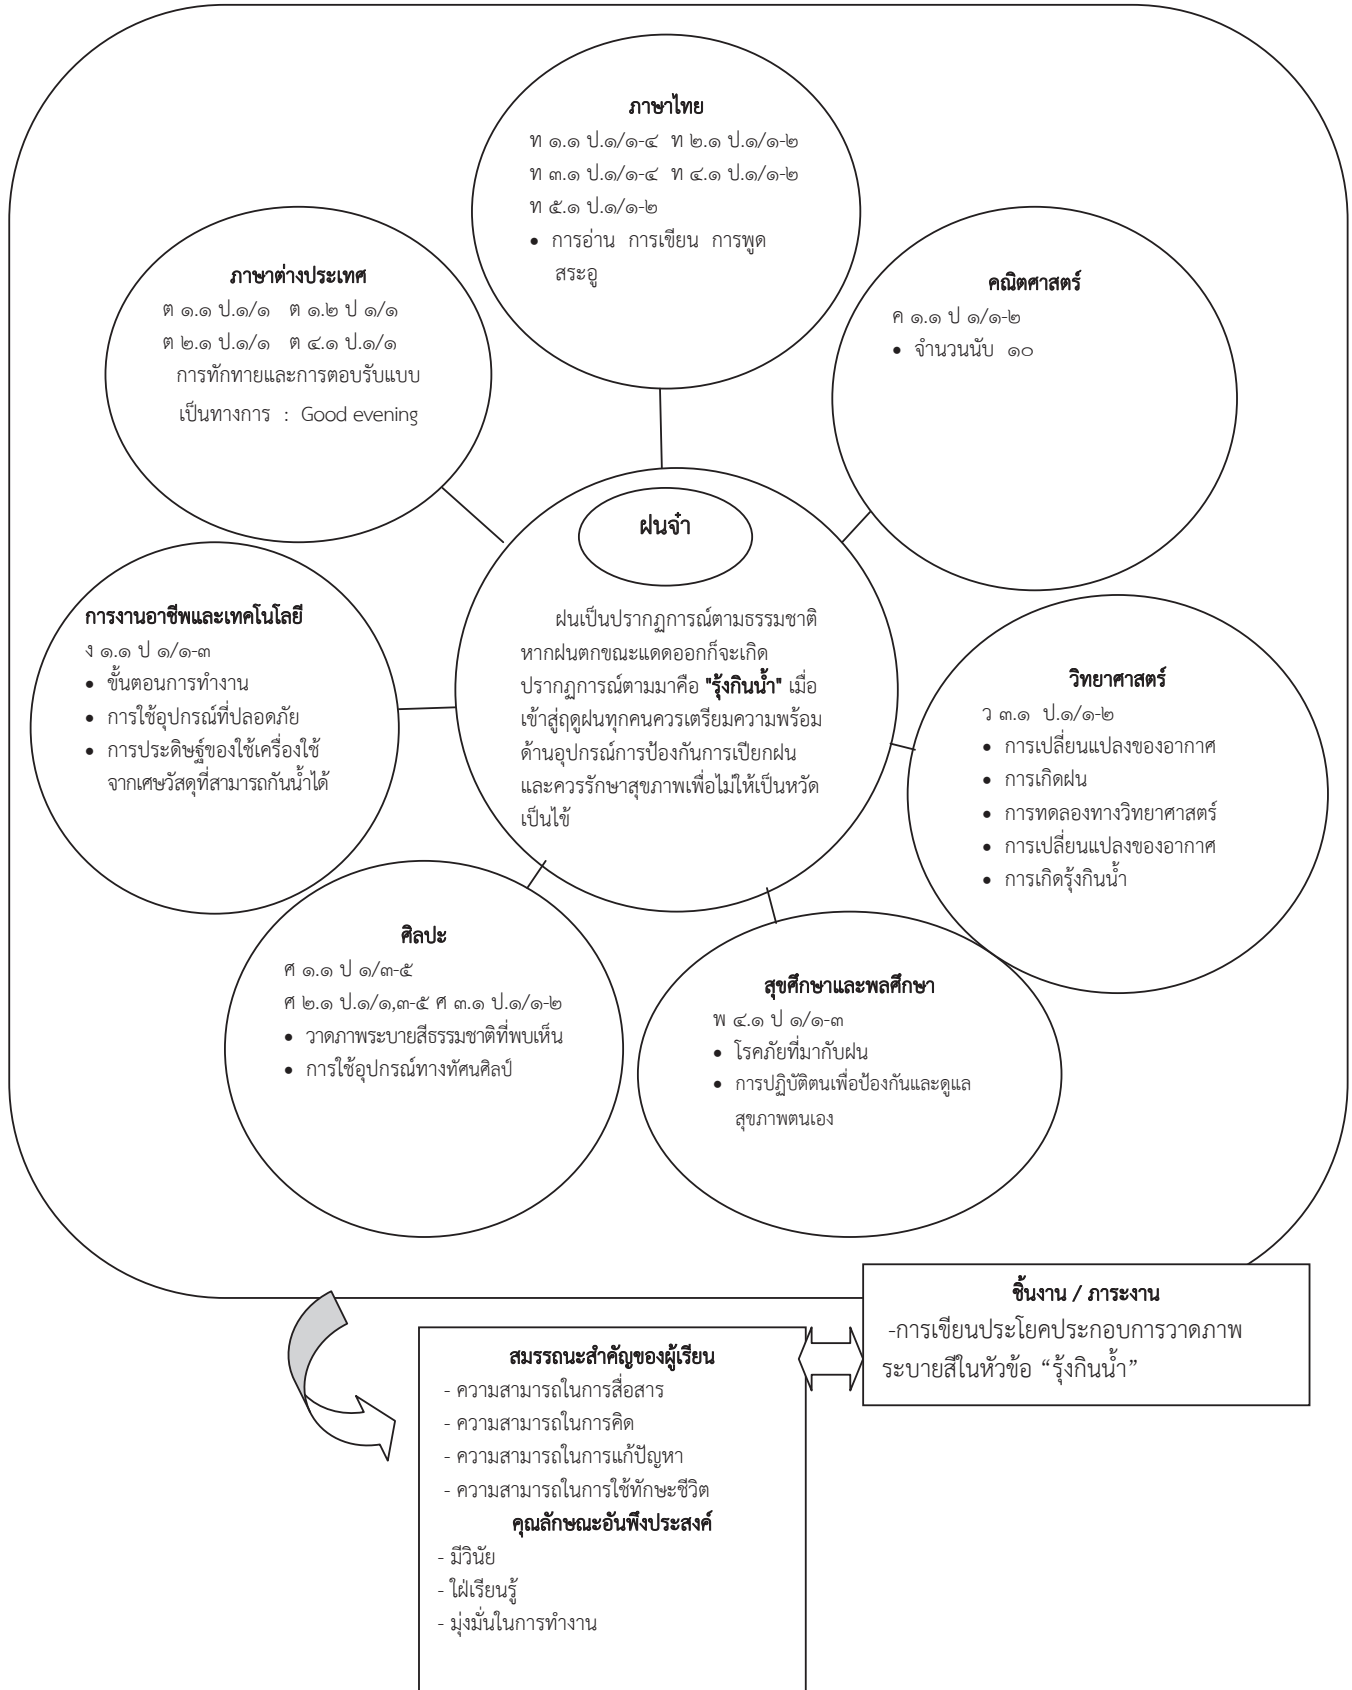 ภาษาไทย
ท ๑.๑ ป.๑/๑-๔ ท ๒.๑ ป.๑/๑-๒
ท ๓.๑ ป.๑/๑-๔ ท ๔.๑ ป.๑/๑-๒
ท ๕.๑ ป.๑/๑-๒
• การอ่าน การเขียน การพูด
สระอู
ภาษาต่างประเทศ
ต ๑.๑ ป.๑/๑ ต ๑.๒ ป ๑/๑
ต ๒.๑ ป.๑/๑ ต ๔.๑ ป.๑/๑
การทักทายและการตอบรับแบบ
เป็นทางการ : Good evening
คณิตศาสตร์
ค ๑.๑ ป ๑/๑-๒
• จำนวนนับ ๑๐
ฝนจ๋า
ฝนเป็นปรากฏการณ์ตามธรรมชาติ
หากฝนตกขณะแดดออกก็จะเกิด
ปรากฏการณ์ตามมาคือ "รุ้งกินน้ำ" เมื่อ
เข้าสู่ฤดูฝนทุกคนควรเตรียมความพร้อม
ด้านอุปกรณ์การป้องกันการเปียกฝน
และควรรักษาสุขภาพเพื่อไม่ให้เป็นหวัด
เป็นไข้
การงานอาชีพและเทคโนโลยี
ง ๑.๑ ป ๑/๑-๓
• ขั้นตอนการทำงาน
• การใช้อุปกรณ์ที่ปลอดภัย
• การประดิษฐ์ของใช้เครื่องใช้
จากเศษวัสดุที่สามารถกันน้ำได้
วิทยาศาสตร์
ว ๓.๑ ป.๑/๑-๒
• การเปลี่ยนแปลงของอากาศ
• การเกิดฝน
• การทดลองทางวิทยาศาสตร์
• การเปลี่ยนแปลงของอากาศ
• การเกิดรุ้งกินน้ำ
ศิลปะ
ศ ๑.๑ ป ๑/๓-๕
ศ ๒.๑ ป.๑/๑,๓-๕ ศ ๓.๑ ป.๑/๑-๒
• วาดภาพระบายสีธรรมชาติที่พบเห็น
• การใช้อุปกรณ์ทางทัศนศิลป์
สุขศึกษาและพลศึกษา
พ ๔.๑ ป ๑/๑-๓
• โรคภัยที่มากับฝน
• การปฏิบัติตนเพื่อป้องกันและดูแล
สุขภาพตนเอง
ชิ้นงาน / ภาระงาน
-การเขียนประโยคประกอบการวาดภาพ
ระบายสีในหัวข้อ “รุ้งกินน้ำ”
สมรรถนะสำคัญของผู้เรียน
- ความสามารถในการสื่อสาร
- ความสามารถในการคิด
- ความสามารถในการแก้ปัญหา
- ความสามารถในการใช้ทักษะชีวิต
คุณลักษณะอันพึงประสงค์
- มีวินัย
- ใฝ่เรียนรู้
- มุ่งมั่นในการทำงาน